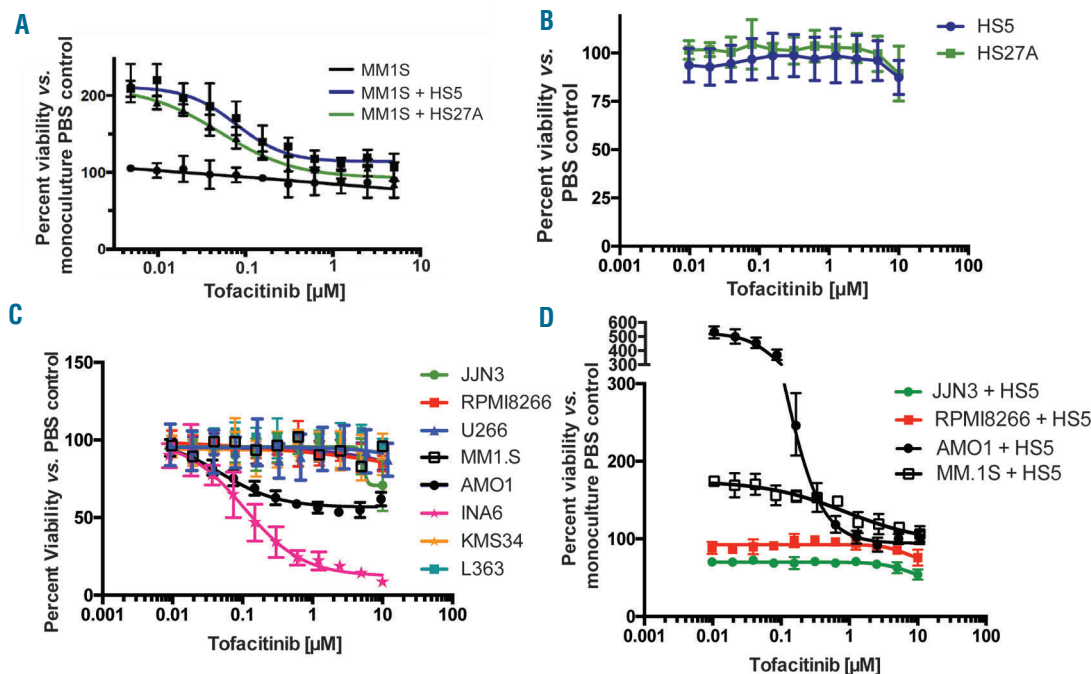 A
Percent viability vs.
monoculuture PBS control
200
100
0
0.01
0.1
1
10
Tofacitinib [µM]
MM1S
MM1S + HS5
MM1S + HS27A
B
Percent viability vs.
PBS control
100
75
50
25
0
0.001
0.01
0.1
1
10
100
Tofacitinib [µM]
HS5
HS27A
C
Percent Viability vs. PBS control
150
100
50
0
0.001
0.01
0.1
1
10
100
Tofacitinib [µM]
JJN3
RPMI8266
U266
MM1.S
AMO1
INA6
KMS34
L363
D
Percent viability vs.
monoculture PBS control
600
500
400
300
300
200
100
0
0.001
0.01
0.1
1
10
100
Tofacitinib [µM]
JJN3 + HS5
RPMI8266 + HS5
AMO1 + HS5
MM.1S + HS5